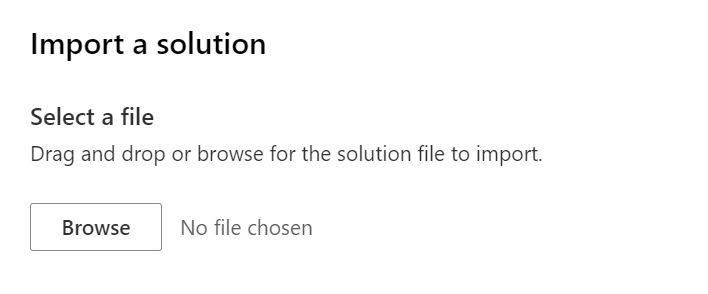 Import a solution
Select a file
Drag and drop or browse for the solution file to import.
Browse No file chosen